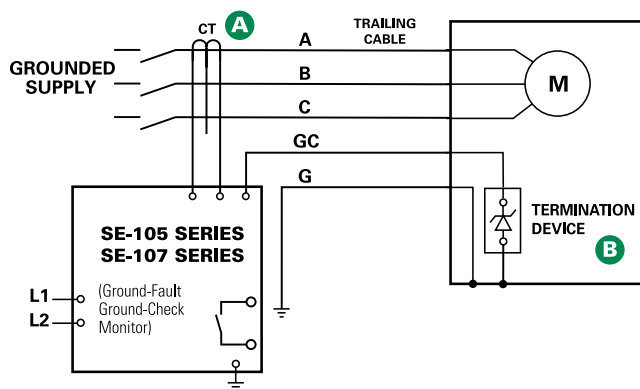 CT
A
TRAILING
CABLE
A
GROUNDED
SUPPLY
B
M
C
GC
G
SE-105 SERIES
SE-107 SERIES
TERMINATION
DEVICE
B
L1
L2
(Ground-Fault
Ground-Check
Monitor)